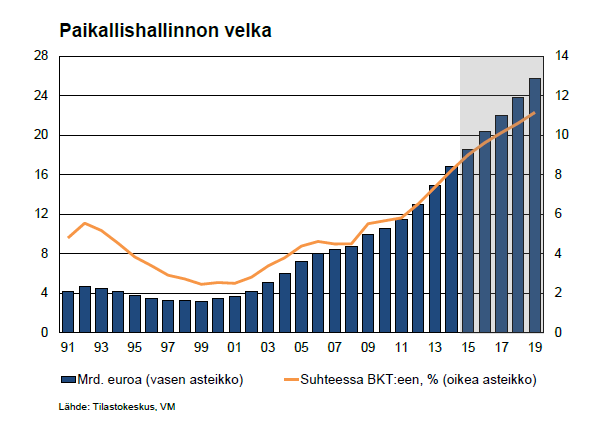 Paikallishallinnon velka
28 14
24 12
20 10
16 8
12 6
8 4
4 2
0 0
91 93 95 97 99 01 03 05 07 09 11 13 15 17 19
Mrd. euroa (vasen asteikko) Suhteessa BKT:een, % (oikea asteikko)
Lähde: Tilastokeskus, VM